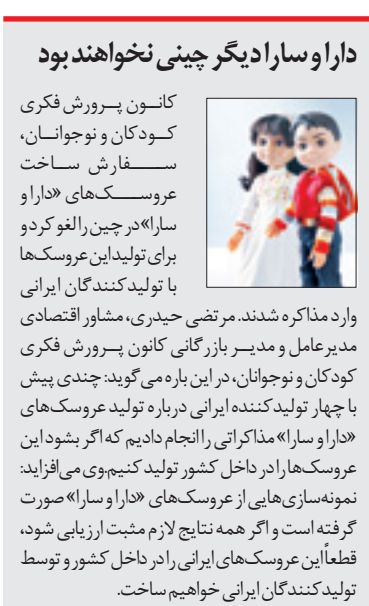 دارا و سارا دیگر چینی نخواهند بود
کانون پرورش فکری
کودکان و نوجوانان،
سفارش ساخت
عروسک‌های «دارا و
سارا» در چین را لغو کرد و
برای تولید این عروسک‌ها
با تولیدکنندگان ایرانی
وارد مذاکره شدند. مرتضی حیدری، مشاور اقتصادی
مدیرعامل و مدیر بازرگانی کانون پرورش فکری
کودکان و نوجوانان، در این باره می‌گوید: چندی پیش
با چهار تولیدکننده ایرانی درباره تولید عروسک‌های
«دارا و سارا» مذاکراتی را انجام دادیم که اگر بشود این
عروسک‌ها را در داخل کشور تولید کنیم.وی می‌افزاید:
نمونه‌سازی‌هایی از عروسک‌های «دارا و سارا» صورت
گرفته است و اگر همه نتایج لازم مثبت ارزیابی شود،
قطعاً این عروسک‌های ایرانی را در داخل کشور و توسط
تولیدکنندگان ایرانی خواهیم ساخت.